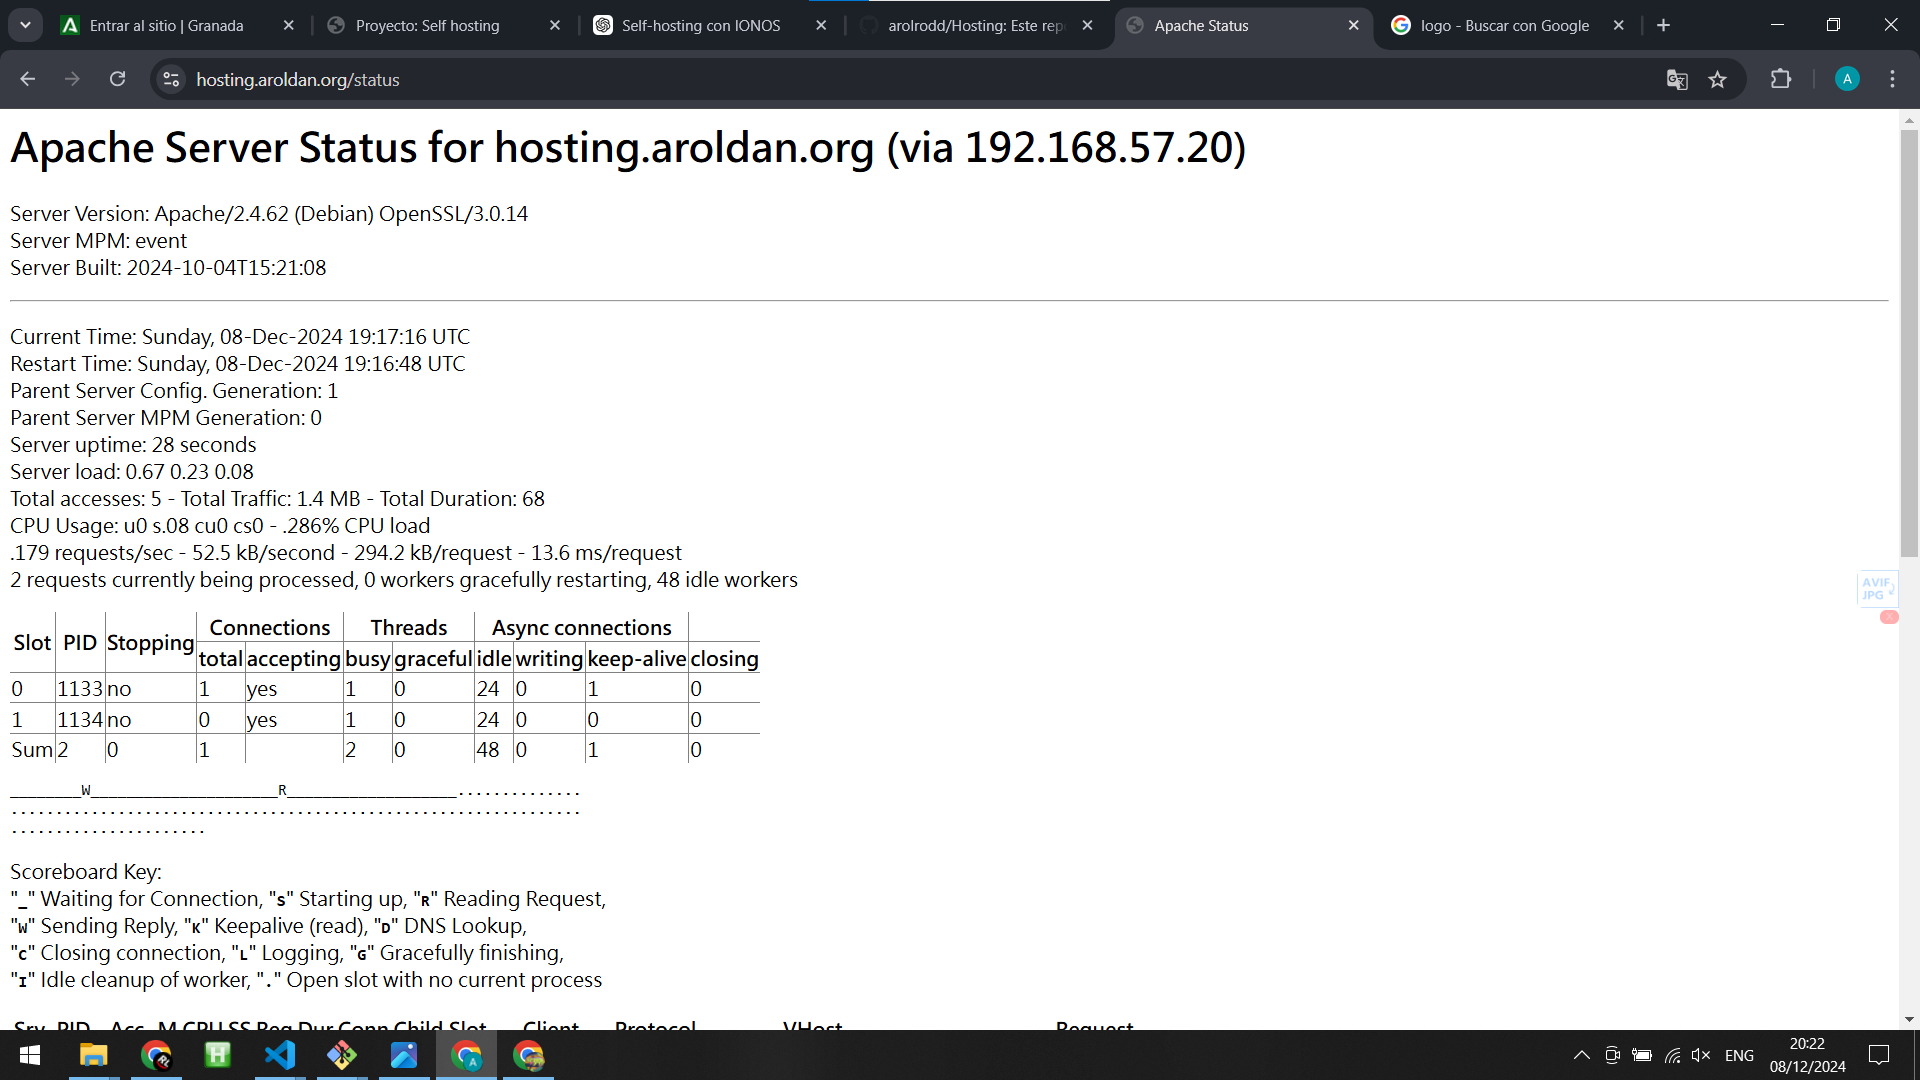 Entrar al sitio | Granada
Proyecto: Self hosting
Self-hosting con IONOS
arolrodd/Hosting: Este rep
Apache Status
logo - Buscar con Google
hosting.aroldan.org/status
A
Apache Server Status for hosting.aroldan.org (via 192.168.57.20)
Server Version: Apache/2.4.62 (Debian) OpenSSL/3.0.14
Server MPM: event
Server Built: 2024-10-04T15:21:08
Current Time: Sunday, 08-Dec-2024 19:17:16 UTC
Restart Time: Sunday, 08-Dec-2024 19:16:48 UTC
Parent Server Config. Generation: 1
Parent Server MPM Generation: 0
Server uptime: 28 seconds
Server load: 0.67 0.23 0.08
Total accesses: 5 - Total Traffic: 1.4 MB - Total Duration: 68
CPU Usage: u0 s.08 cu0 cs0 - .286% CPU load
.179 requests/sec - 52.5 kB/second - 294.2 kB/request - 13.6 ms/request
2 requests currently being processed, 0 workers gracefully restarting, 48 idle workers
AVIF
JPG
Slot PID Stopping Connections Threads Async connections
total accepting busy graceful idle writing keep-alive closing
0 1133 no 1 yes 1 0 24 0 1 0
1 1134 no 0 yes 1 0 24 0 0 0
Sum 2 0 1 2 0 48 0 1 0
________W_____________________R___________________..............
................................................................
......................
Scoreboard Key:
"_" Waiting for Connection, "S" Starting up, "R" Reading Request,
"W" Sending Reply, "K" Keepalive (read), "D" DNS Lookup,
"C" Closing connection, "L" Logging, "G" Gracefully finishing,
"I" Idle cleanup of worker, "." Open slot with no current process
Srv PID Acc M CPU SS Req Dur Conn Child Slot Client Protocol VHost Request
ENG
20:22
08/12/2024